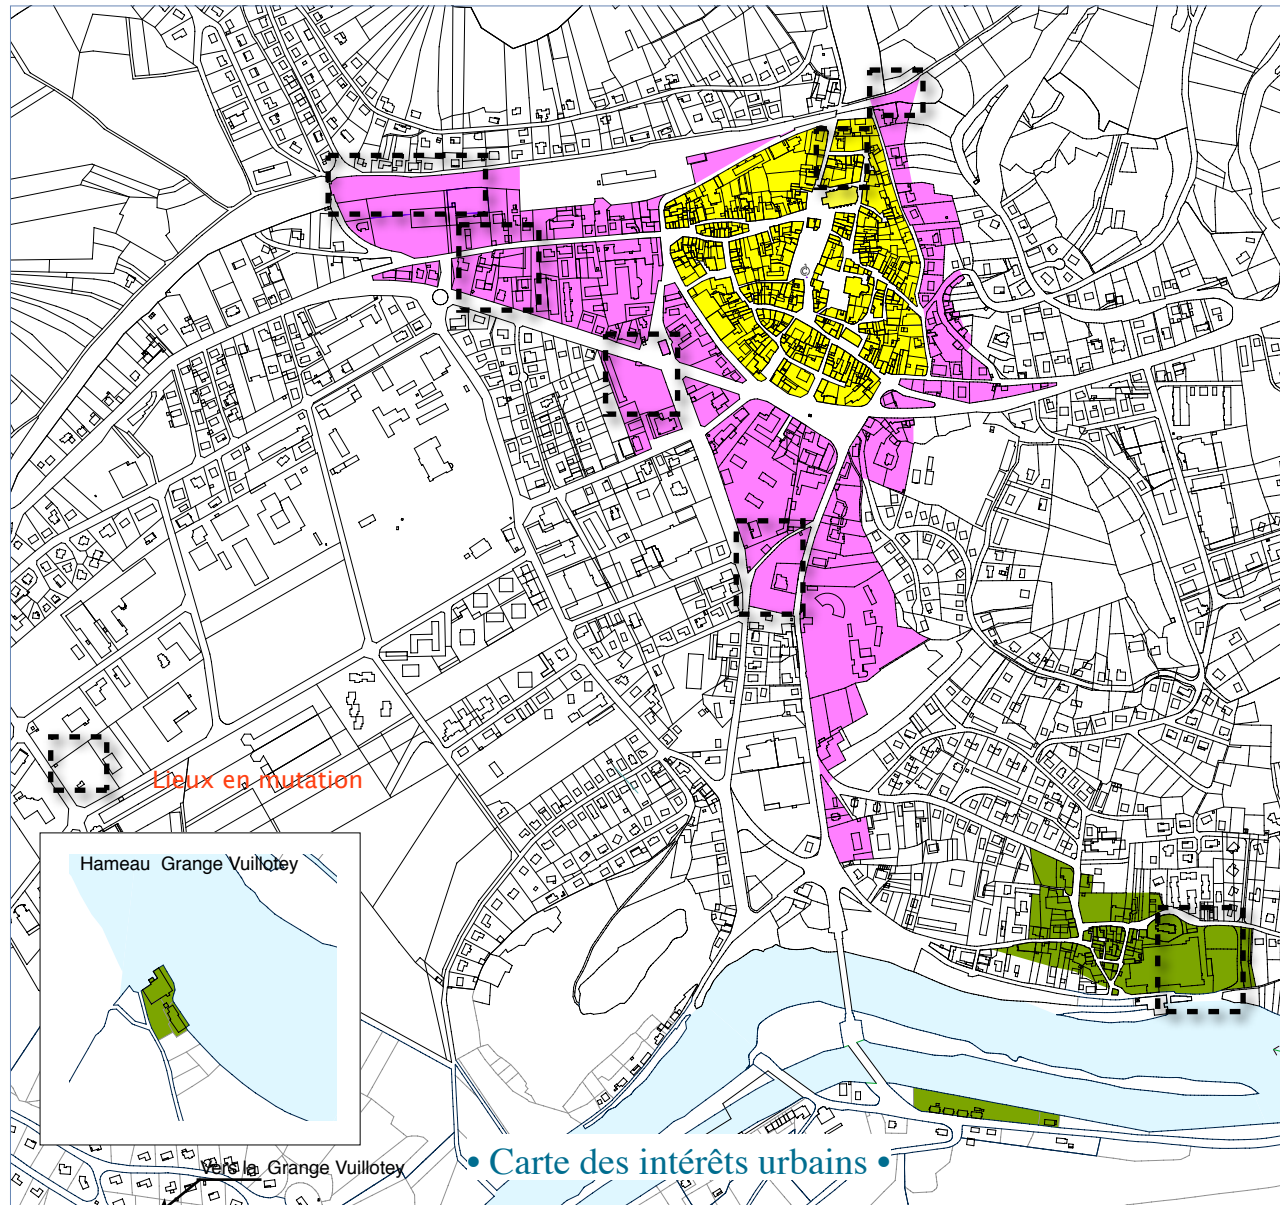 Lieux en mutation
Hameau Grange Vuillotey
Vers la Grange Vuillotey
• Carte des intérêts urbains •